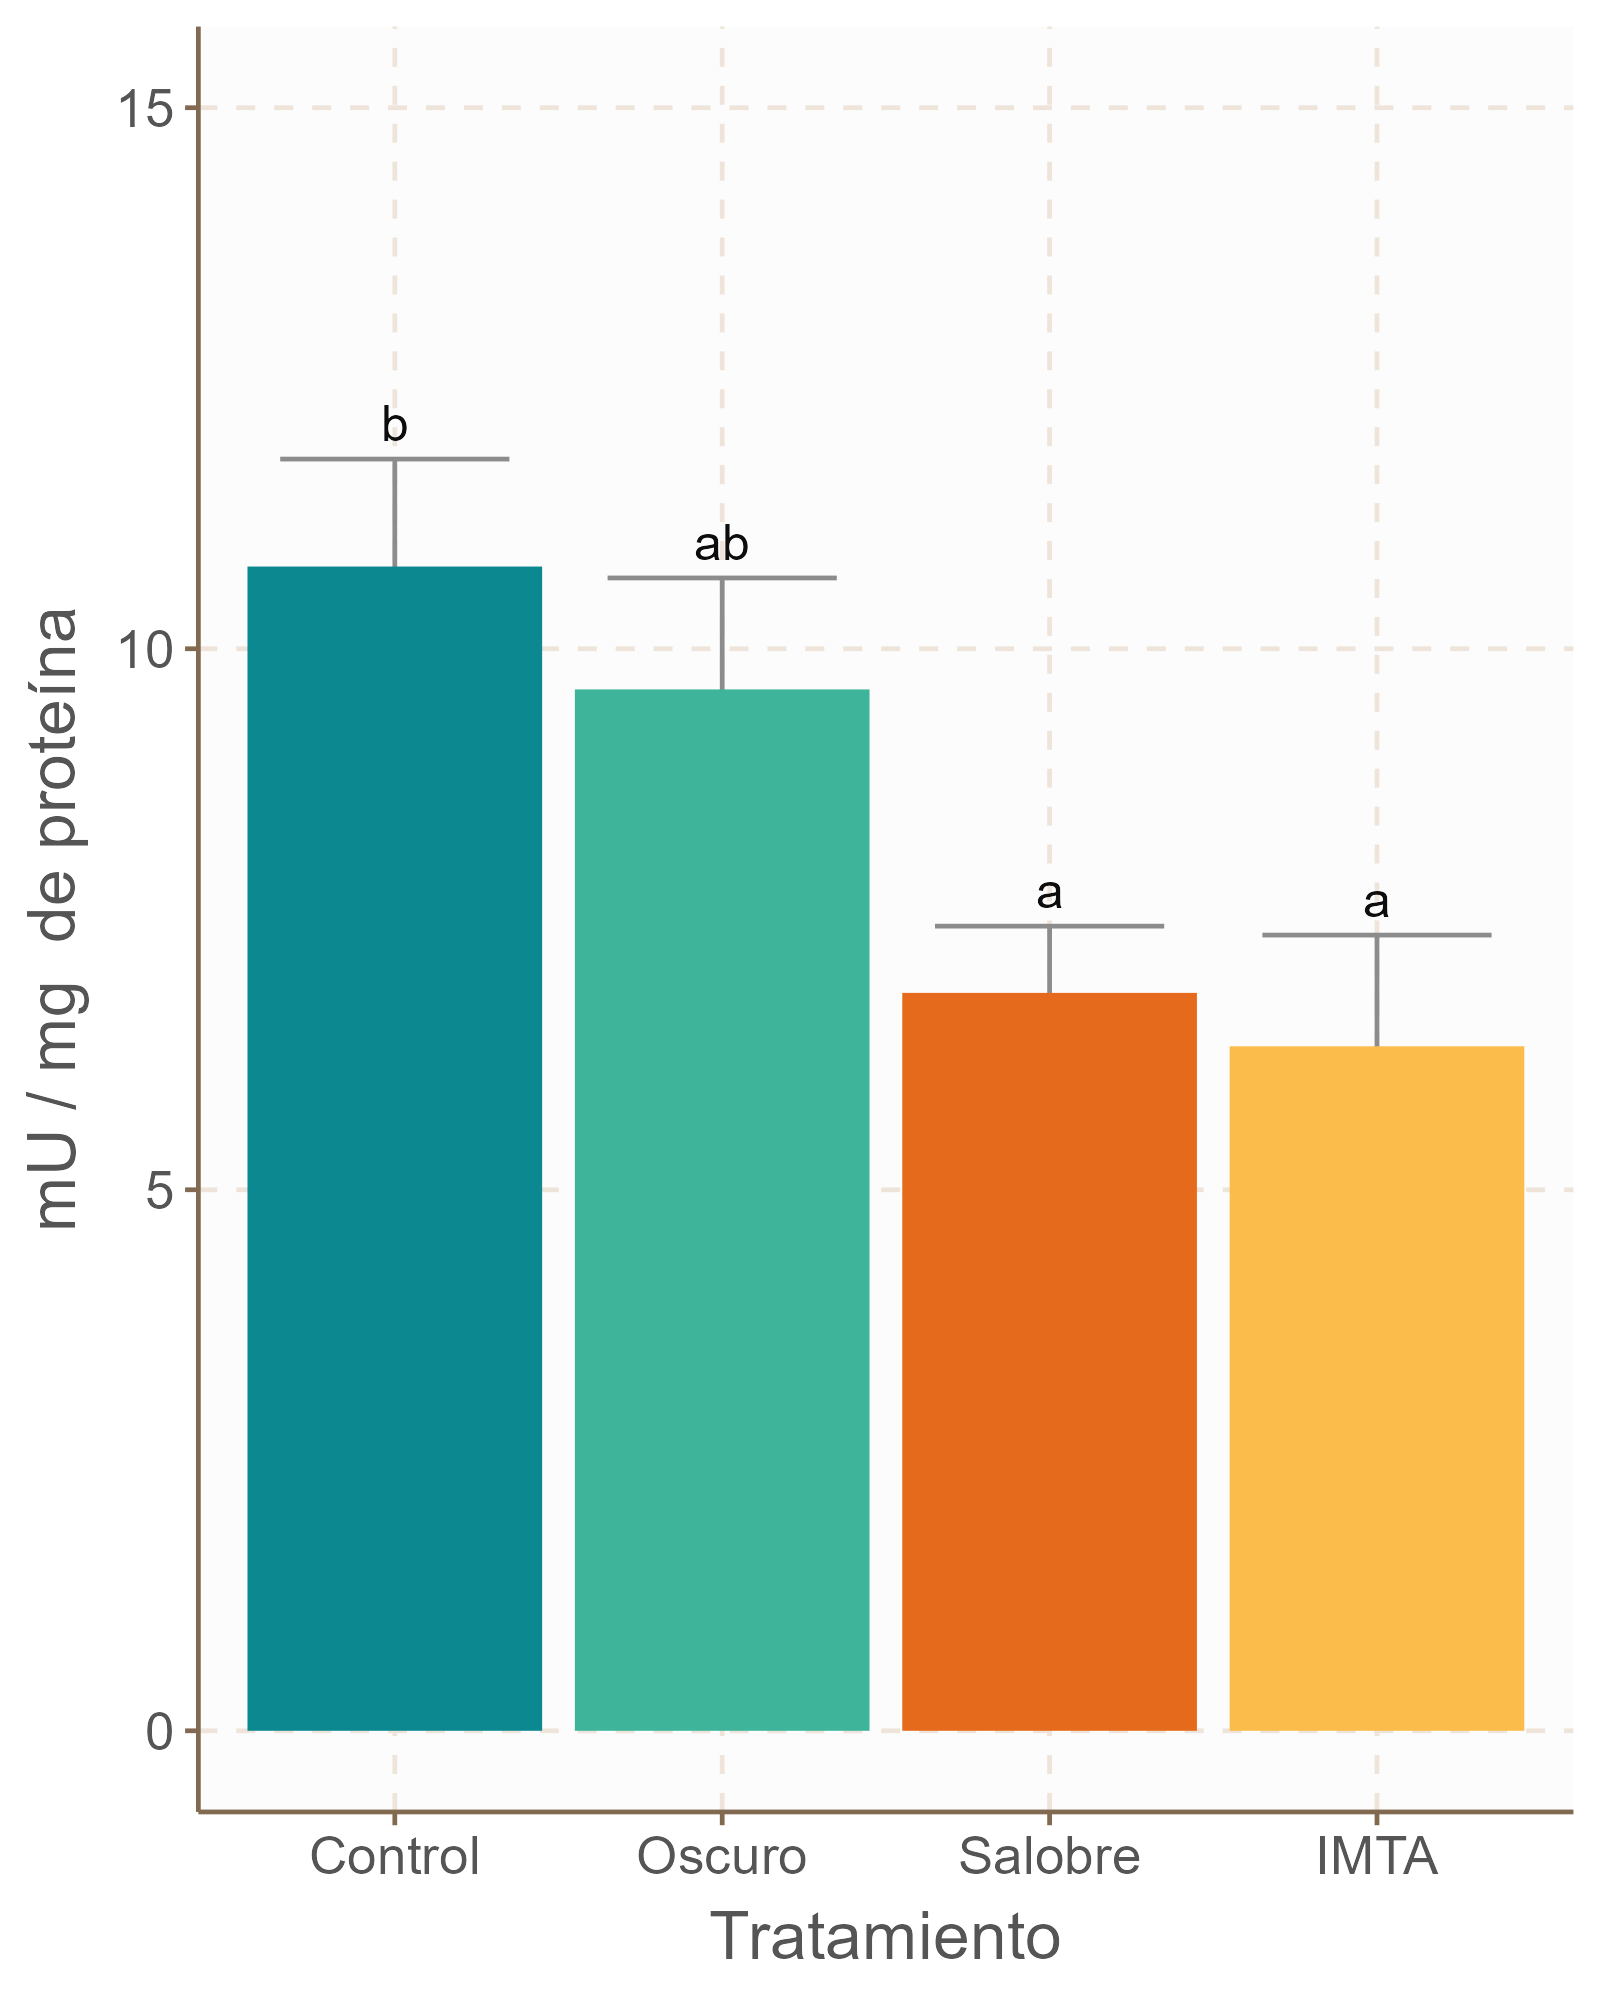 15
b
ab
10
a
a
5
0
mU / mg  de proteína
Control
Oscuro
Salobre
IMTA
Tratamiento